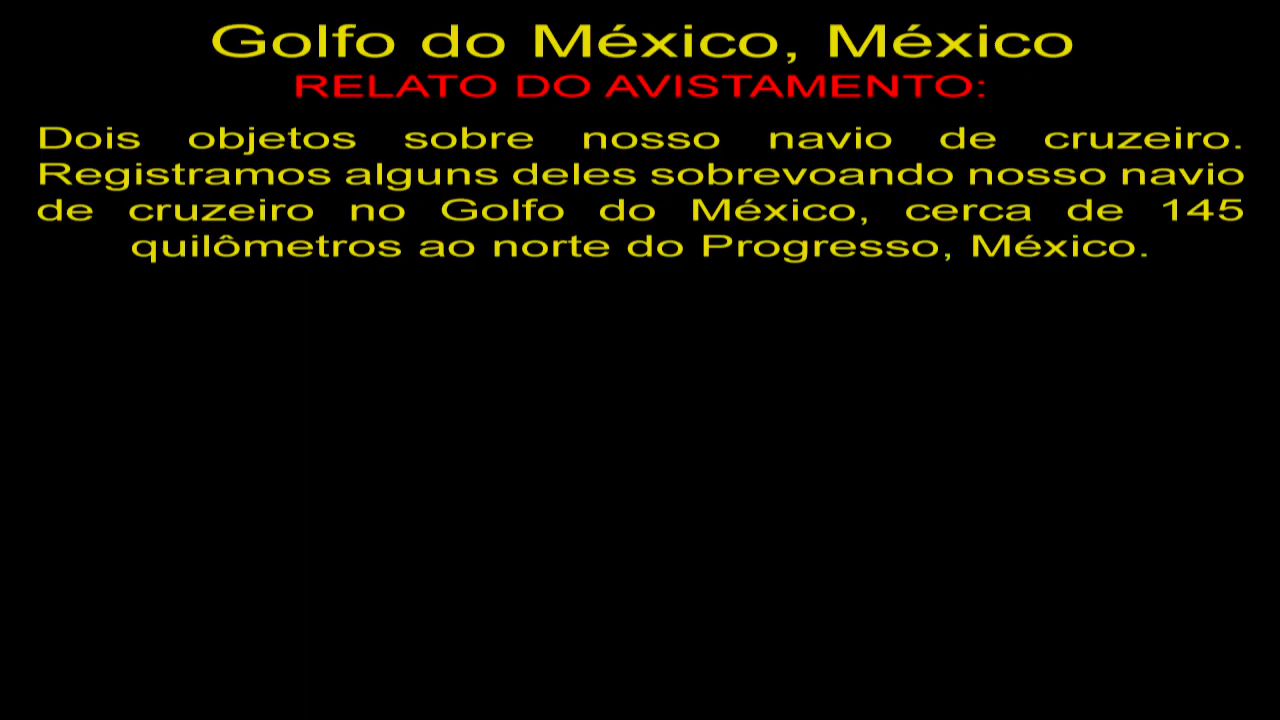 Golfo do México, México
RELATO DO AVISTAMENTO:
Dois objetos sobre nosso navio de cruzeiro.
Registramos alguns deles sobrevoando nosso navio
de cruzeiro no Golfo do México, cerca de 145
quilômetros ao norte do Progresso, México.